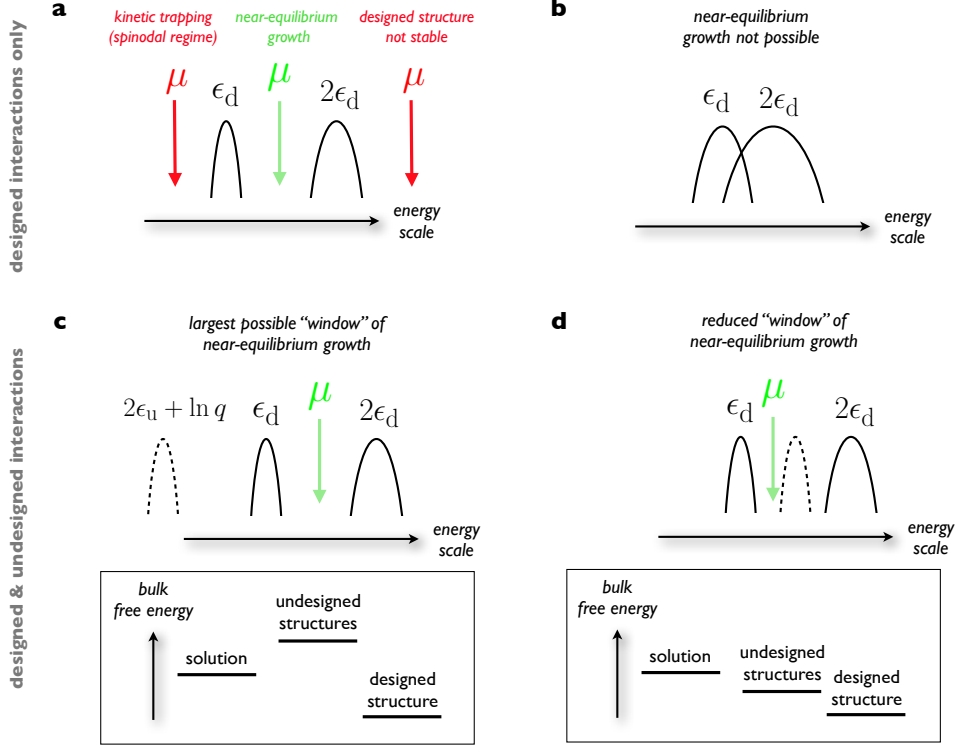 designed interactions only
a
kinetic trapping
(spinodal regime)
near-equilibrium
growth
designed structure
not stable
μ
μ
μ
ϵd
2ϵd
energy
scale
b
near-equilibrium
growth not possible
ϵd
2ϵd
energy
scale
designed & undesigned interactions
c
largest possible “window” of
near-equilibrium growth
μ
2ϵu + ln q
ϵd
2ϵd
energy
scale
bulk
free energy
undesigned
structures
solution
designed
structure
d
reduced “window” of
near-equilibrium growth
μ
ϵd
2ϵd
energy
scale
bulk
free energy
solution
undesigned
structures
designed
structure